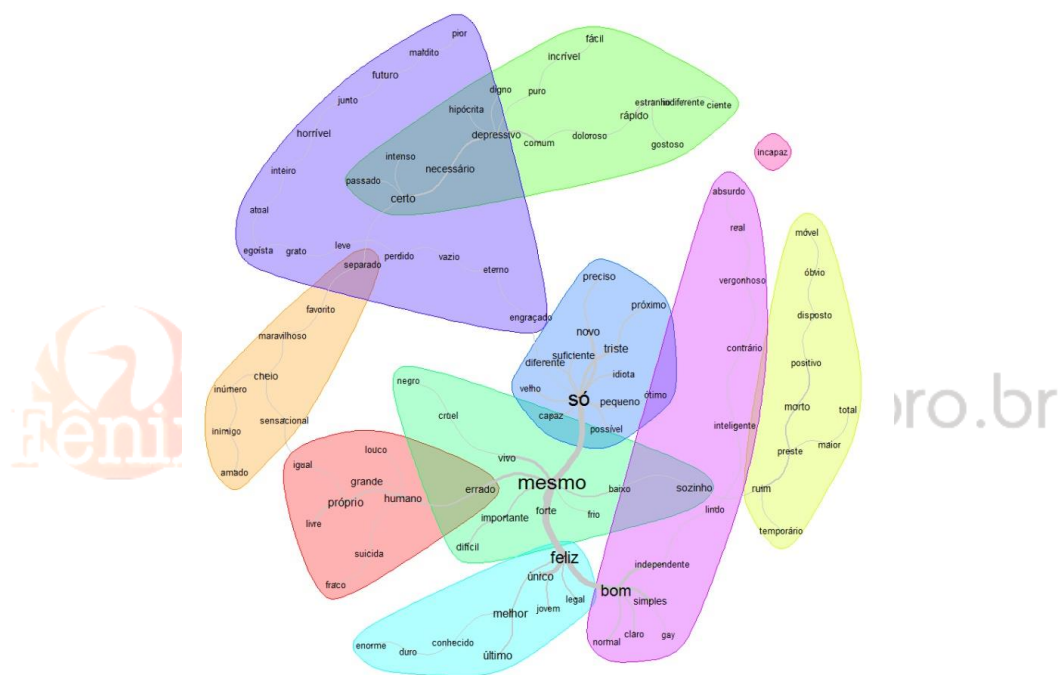 pior
maldito
futuro
junto
horrível
inteiro
atual
egoísta
grato
leve
separado
perdido
vazio
eterno
engraçado
fácil
incrível
digno
puro
hipócrita
depressivo
comum
doloroso
rápido
estranho
indiferente
ciente
gostoso
intenso
necessário
passado
certo
incapaz
favorito
maravilhoso
cheio
inúmero
sensacional
inimigo
amado
preciso
próximo
novo
triste
suficiente
diferente
idiota
velho
só
pequeno
ótimo
capaz
possível
absurdo
real
vergonhoso
contrário
inteligente
lindo
independente
bom
simples
normal
claro
gay
móvel
óbvio
disposto
positivo
morto
total
maior
preste
ruim
temporário
negro
cruel
vivo
mesmo
errado
baixo
sozinho
importante
forte
frio
difícil
louco
igual
grande
próprio
humano
livre
suicida
fraco
feliz
único
jovem
legal
melhor
enorme
duro
conhecido
último
ro.br